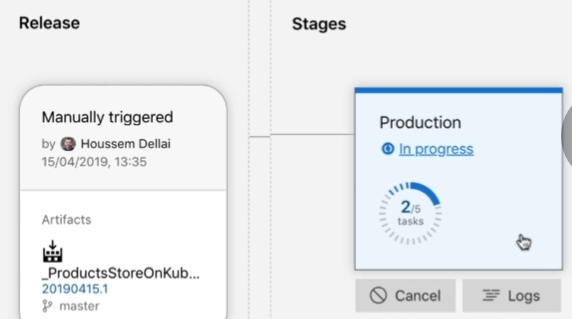 Release
Stages
Manually triggered
by Houssem Dellai
15/04/2019, 13:35
Artifacts
_ProductsStoreOnKub...
20190415.1
master
Production
In progress
2/5
tasks
Cancel
Logs